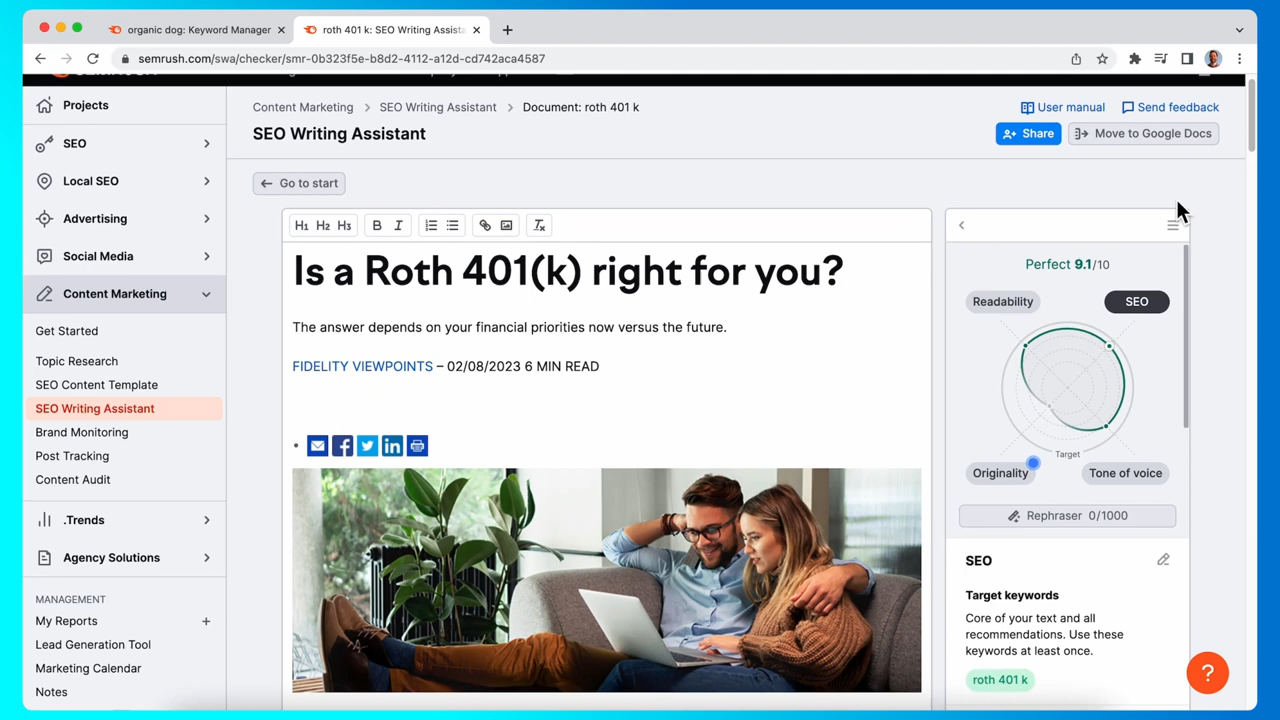 organic dog: Keyword Manager
roth 401 k: SEO Writing Assista
semrush.com/swa/checker/smr-0b323f5e-b8d2-4112-a12d-cd742aca4587
Projects
SEO
Local SEO
Advertising
Social Media
Content Marketing
Get Started
Topic Research
SEO Content Template
SEO Writing Assistant
Brand Monitoring
Post Tracking
Content Audit
.Trends
Agency Solutions
MANAGEMENT
My Reports
Lead Generation Tool
Marketing Calendar
Notes
Content Marketing > SEO Writing Assistant > Document: roth 401 k
User manual
Send feedback
SEO Writing Assistant
Share
Move to Google Docs
Go to start
H1 H2 H3 B I
Is a Roth 401(k) right for you?
The answer depends on your financial priorities now versus the future.
FIDELITY VIEWPOINTS – 02/08/2023 6 MIN READ
Perfect 9.1/10
Readability
SEO
Target
Originality
Tone of voice
Rephraser 0/1000
SEO
Target keywords
Core of your text and all
recommendations. Use these
keywords at least once.
roth 401 k
?